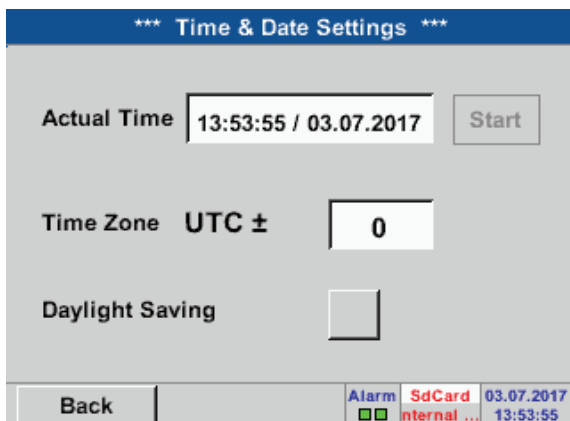 *** Time & Date Settings ***
Actual Time 13:53:55 / 03.07.2017 Start
Time Zone UTC ± 0
Daylight Saving
Back
Alarm SdCard 03.07.2017
nternal ... 13:53:55